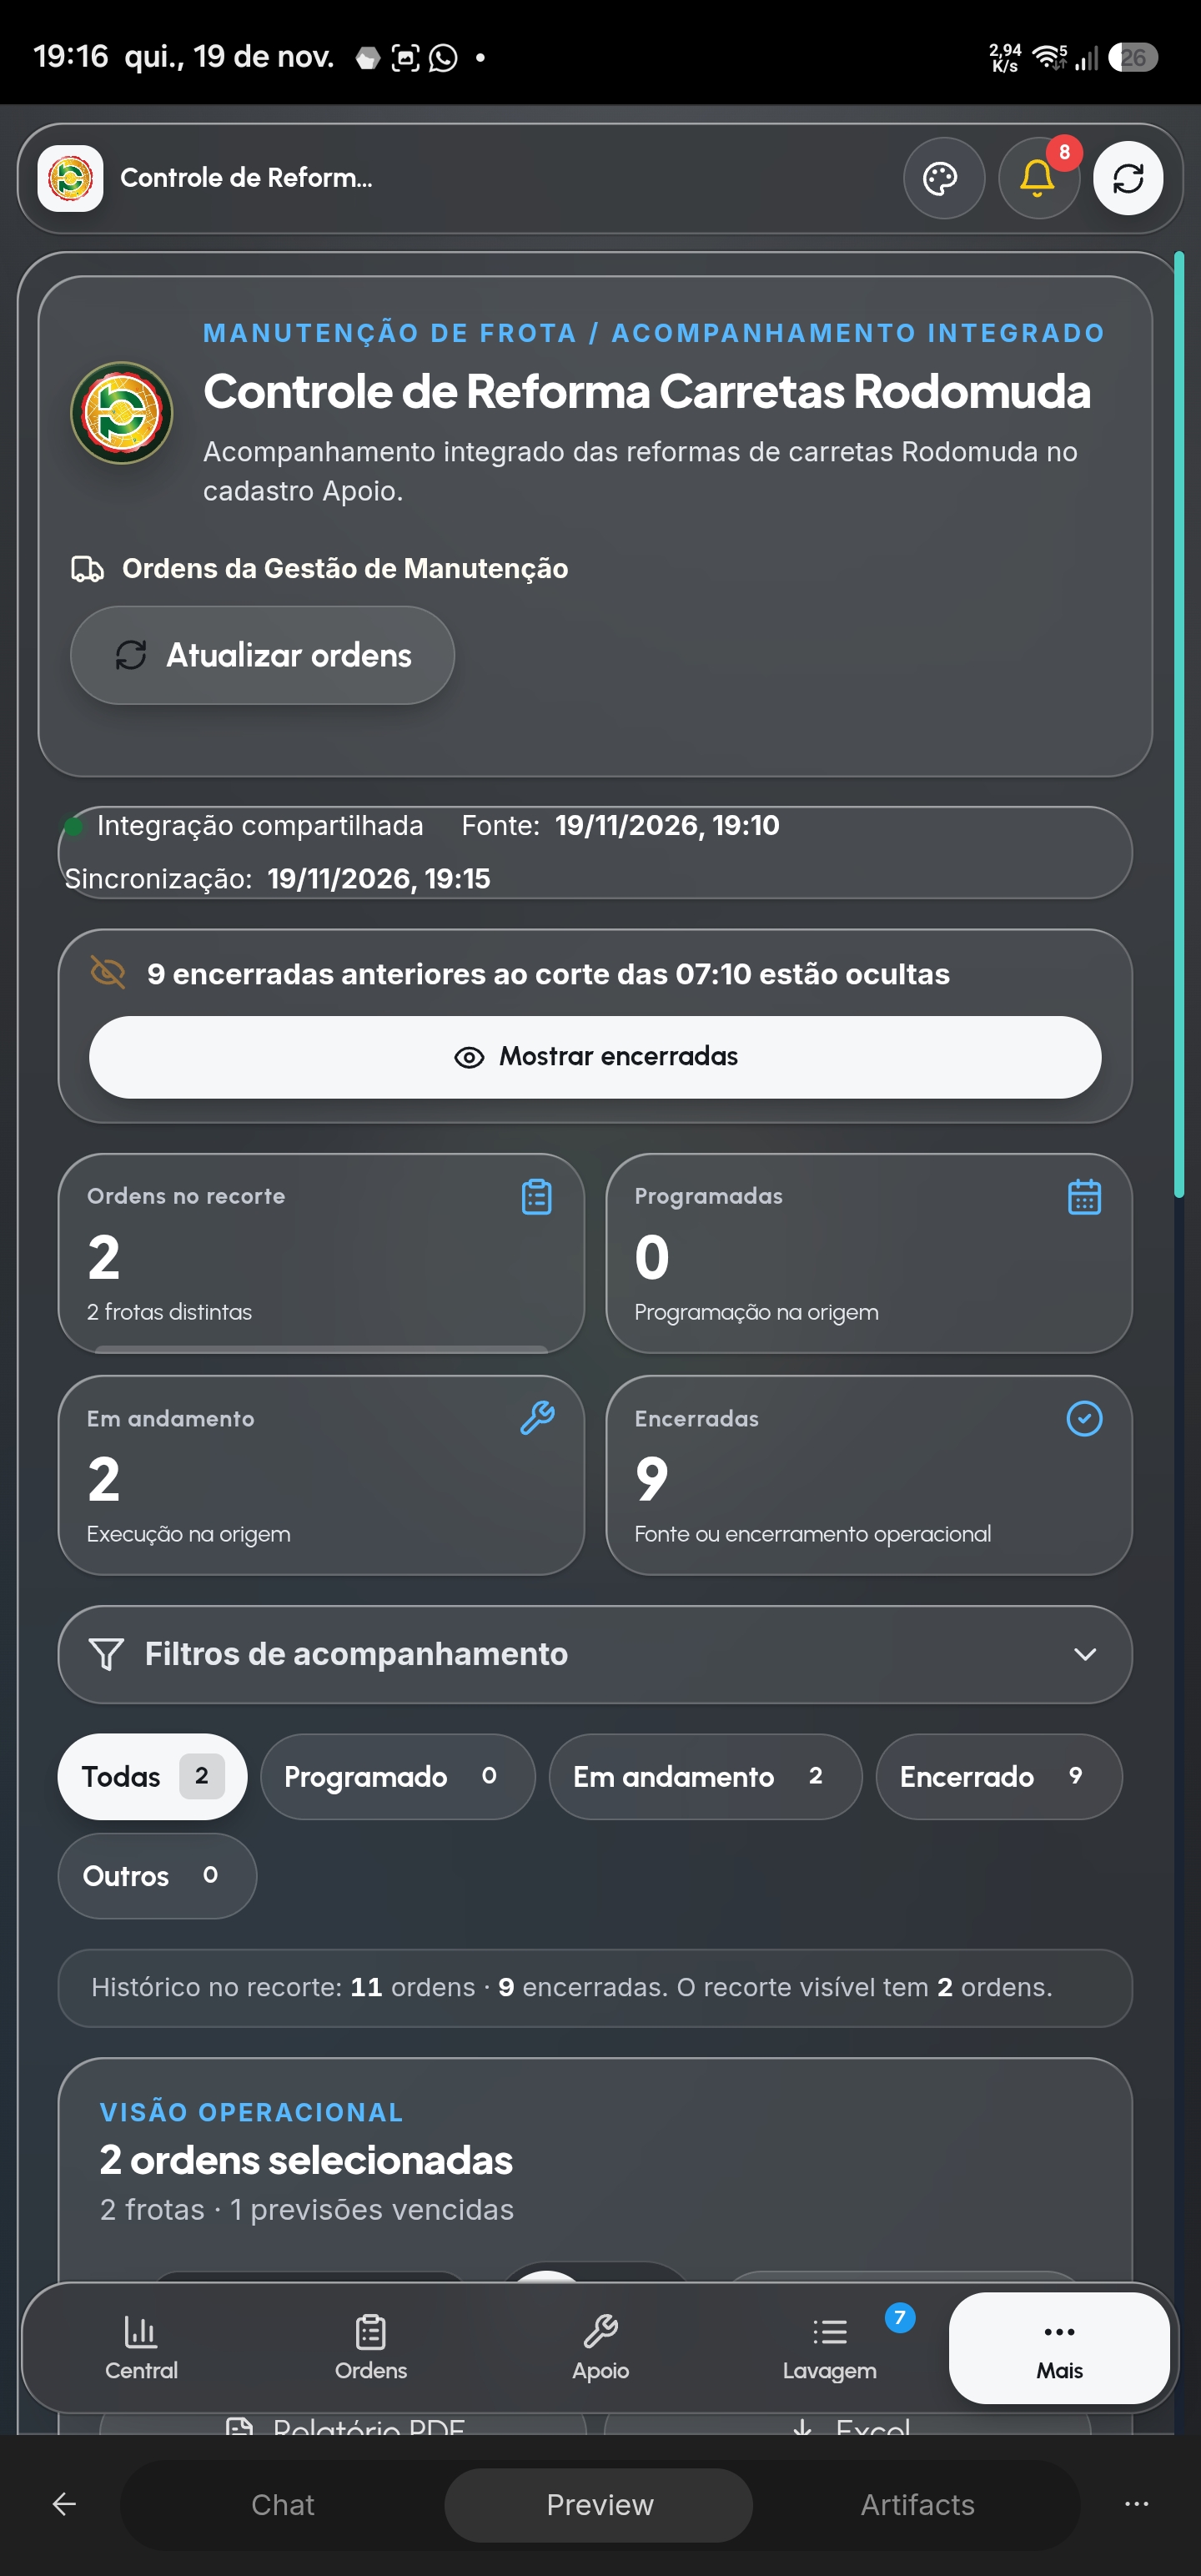 19:16 qui., 19 de nov.
2,94 K/s
5
26
Controle de Reform...
8
MANUTENÇÃO DE FROTA / ACOMPANHAMENTO INTEGRADO
Controle de Reforma Carretas Rodomuda
Acompanhamento integrado das reformas de carretas Rodomuda no
cadastro Apoio.
Ordens da Gestão de Manutenção
Atualizar ordens
Integração compartilhada Fonte: 19/11/2026, 19:10
Sincronização: 19/11/2026, 19:15
9 encerradas anteriores ao corte das 07:10 estão ocultas
Mostrar encerradas
Ordens no recorte
2
2 frotas distintas
Programadas
0
Programação na origem
Em andamento
2
Execução na origem
Encerradas
9
Fonte ou encerramento operacional
Filtros de acompanhamento
Todas 2 Programado 0 Em andamento 2 Encerrado 9
Outros 0
Histórico no recorte: 11 ordens · 9 encerradas. O recorte visível tem 2 ordens.
VISÃO OPERACIONAL
2 ordens selecionadas
2 frotas · 1 previsões vencidas
7
Central Ordens Apoio Lavagem Mais
Relatório PDF Excel
Chat Preview Artifacts